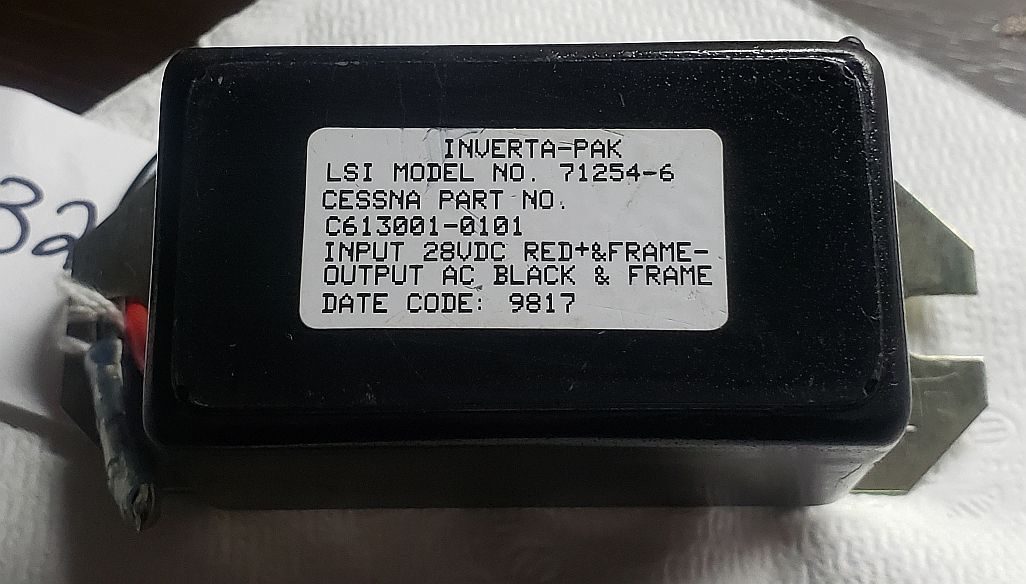 INVERTA-PAK
LSI MODEL NO. 71254-6
CESSNA PART NO.
C613001-0101
INPUT 28VDC RED+&FRAME-
OUTPUT AC BLACK & FRAME
DATE CODE: 9817
32